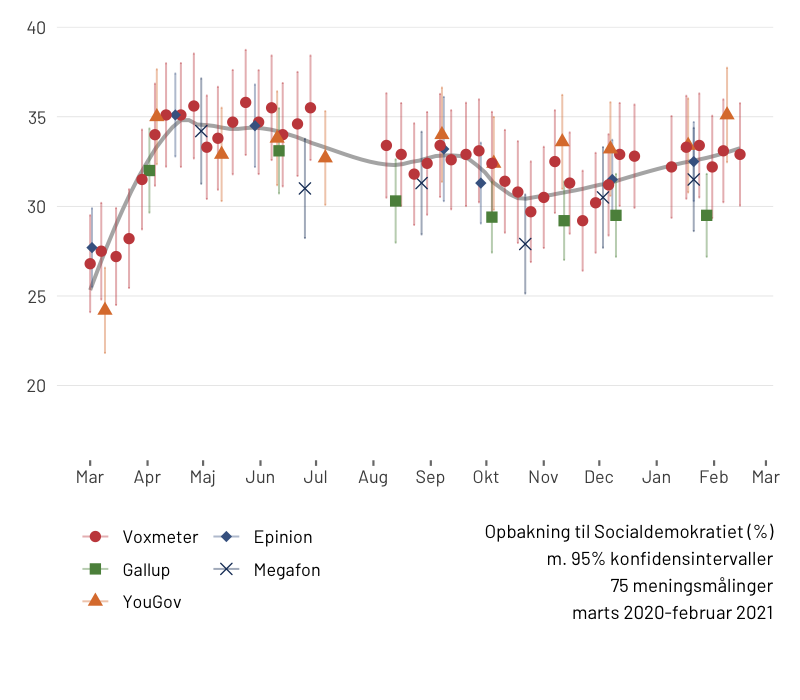 40
35
30
25
20
Mar Apr Maj Jun Jul Aug Sep Okt Nov Dec Jan Feb Mar
Voxmeter Epinion
Gallup Megafon
YouGov
Opbakning til Socialdemokratiet (%)
m. 95% konfidensintervaller
75 meningsmålinger
marts 2020-februar 2021